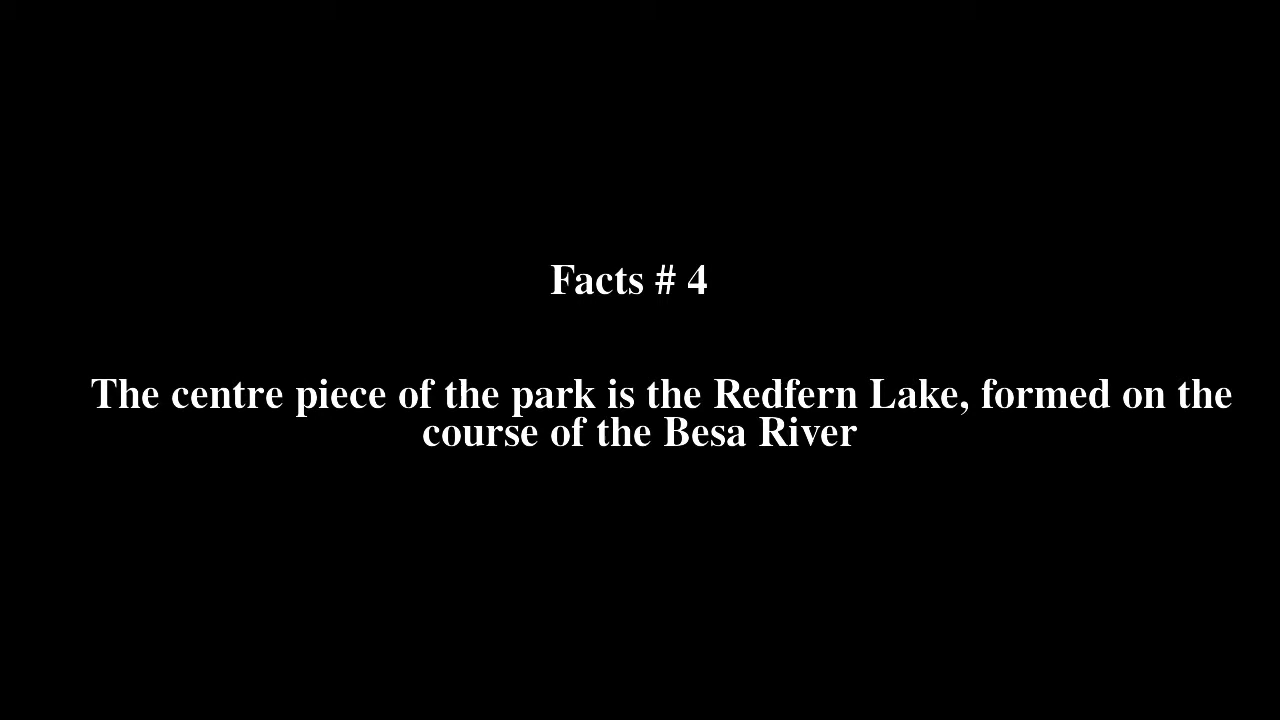 Facts # 4
The centre piece of the park is the Redfern Lake, formed on the
course of the Besa River